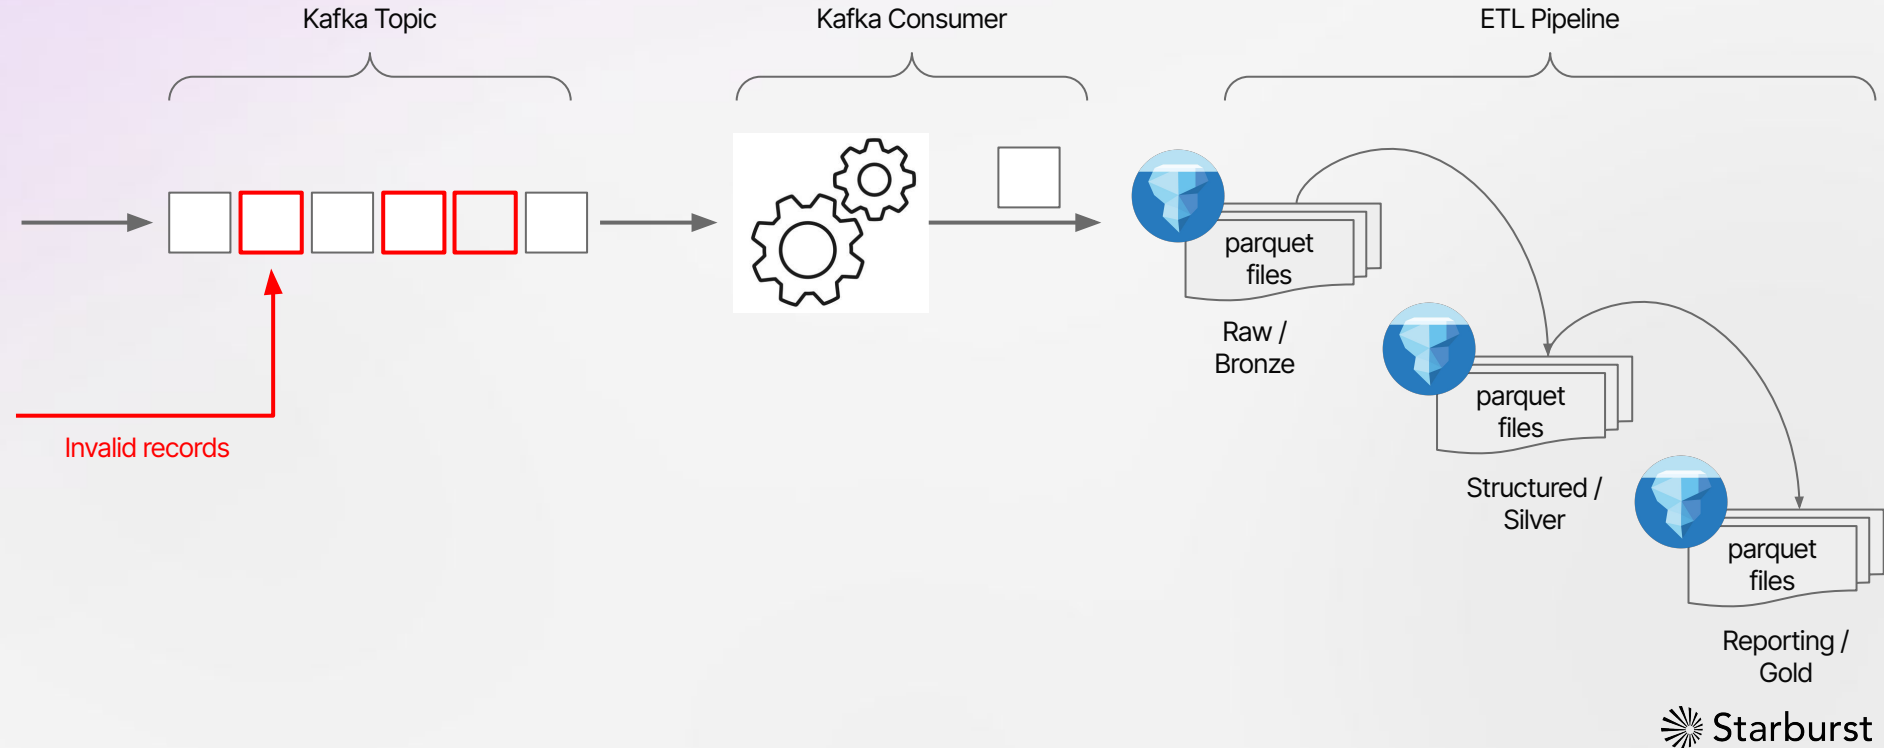 Kafka Topic
Kafka Consumer
ETL Pipeline
Invalid records
parquet
files
Raw /
Bronze
parquet
files
Structured /
Silver
parquet
files
Reporting /
Gold
Starburst